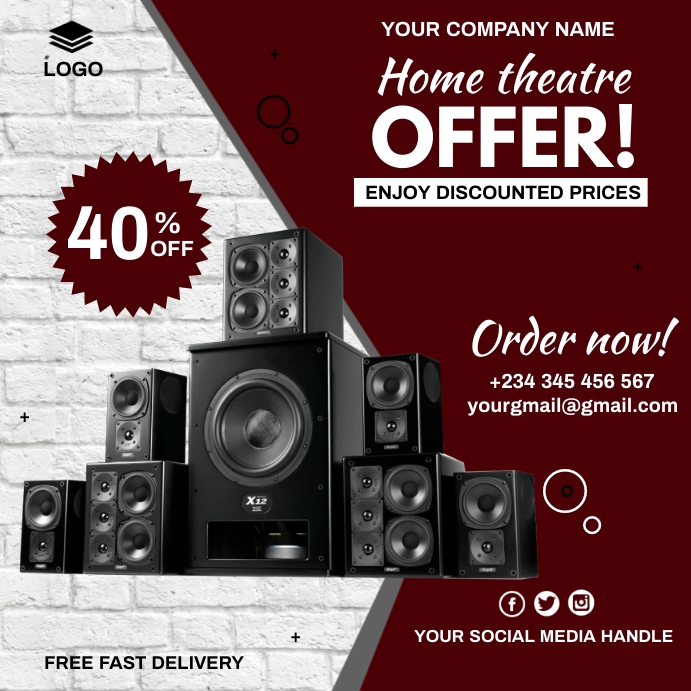 LOGO
YOUR COMPANY NAME
Home theatre
OFFER!
ENJOY DISCOUNTED PRICES
40% OFF
Order now!
+234 345 456 567
yourgmail@gmail.com
X12
YOUR SOCIAL MEDIA HANDLE
FREE FAST DELIVERY